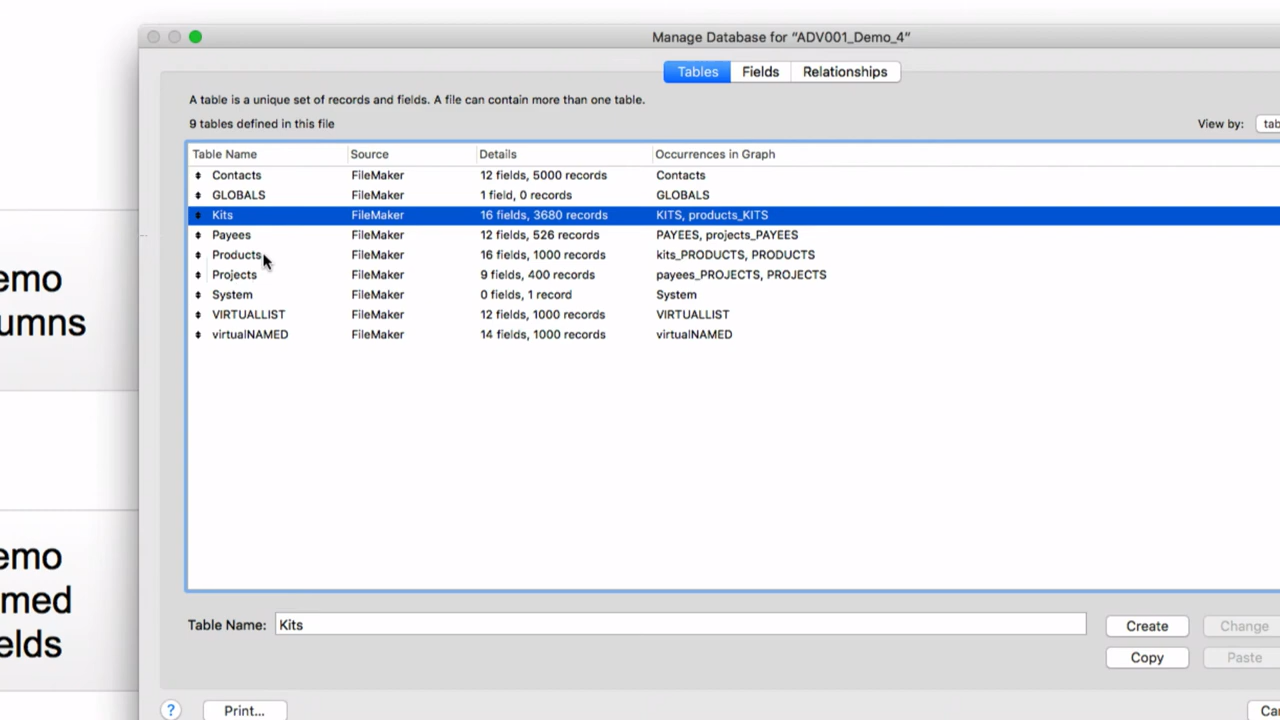 Manage Database for “ADV001_Demo_4”
Tables Fields Relationships
A table is a unique set of records and fields. A file can contain more than one table.
9 tables defined in this file
View by: tab
Table Name Source Details Occurrences in Graph
Contacts FileMaker 12 fields, 5000 records Contacts
GLOBALS FileMaker 1 field, 0 records GLOBALS
Kits FileMaker 16 fields, 3680 records KITS, products_KITS
Payees FileMaker 12 fields, 526 records PAYEES, projects_PAYEES
Products FileMaker 16 fields, 1000 records kits_PRODUCTS, PRODUCTS
Projects FileMaker 9 fields, 400 records payees_PROJECTS, PROJECTS
System FileMaker 0 fields, 1 record System
VIRTUALLIST FileMaker 12 fields, 1000 records VIRTUALLIST
virtualNAMED FileMaker 14 fields, 1000 records virtualNAMED
emo
umns
emo
med
elds
Table Name: Kits
Create Change
Copy Paste
? Print... Can